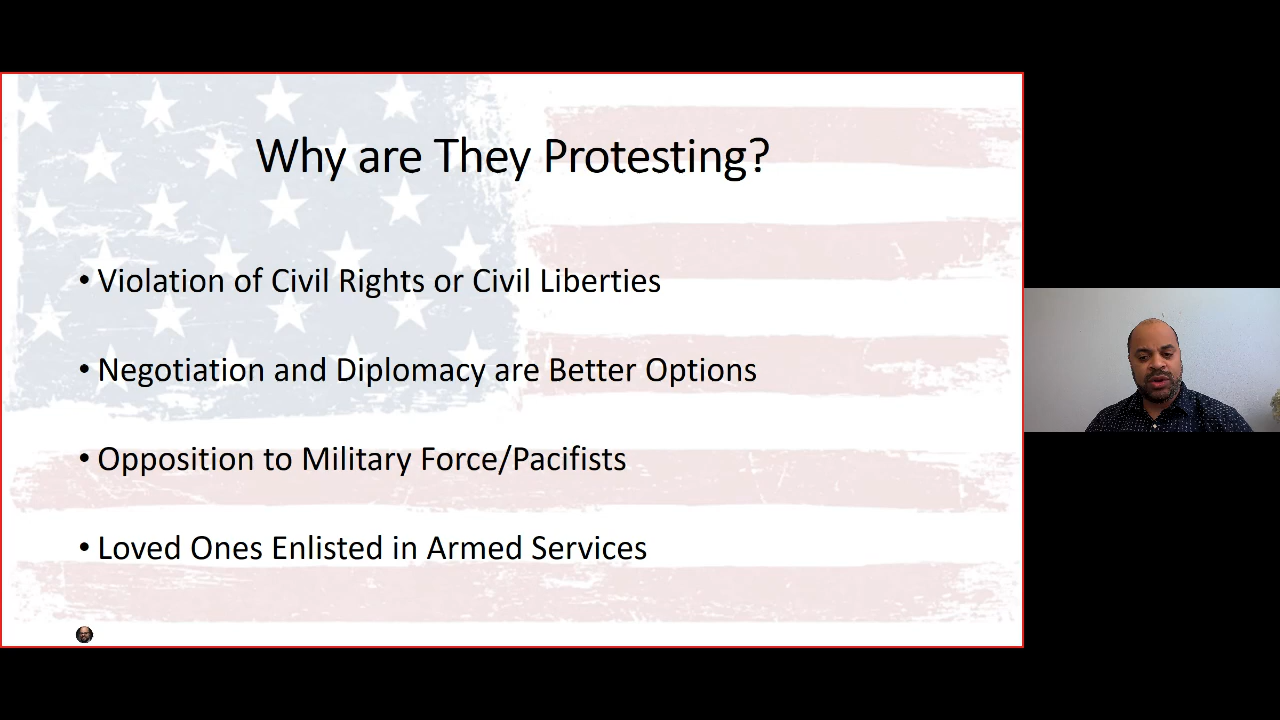 Why are They Protesting?
• Violation of Civil Rights or Civil Liberties
• Negotiation and Diplomacy are Better Options
• Opposition to Military Force/Pacifists
• Loved Ones Enlisted in Armed Services